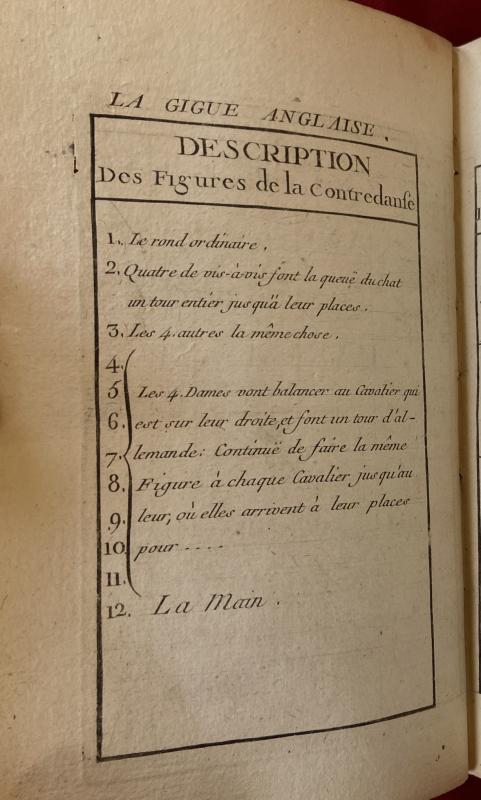 LA GIGUE ANGLAISE.
DESCRIPTION
Des Figures de la Contredanſe
1. Le rond ordinaire.
2. Quatre de vis-à-vis font la queuë du chat
un tour entier jusqu'à leur places.
3. Les 4. autres la même chose.
4.
5 Les 4. Dames vont balancer au Cavalier qui
6. est sur leur droite, et font un tour d'al-
7. lemande: Continuë de faire la même
8. Figure à chaque Cavalier jusqu'au
9. leur, où elles arrivent à leur places
10. pour - - - -
11.
12. La Main.